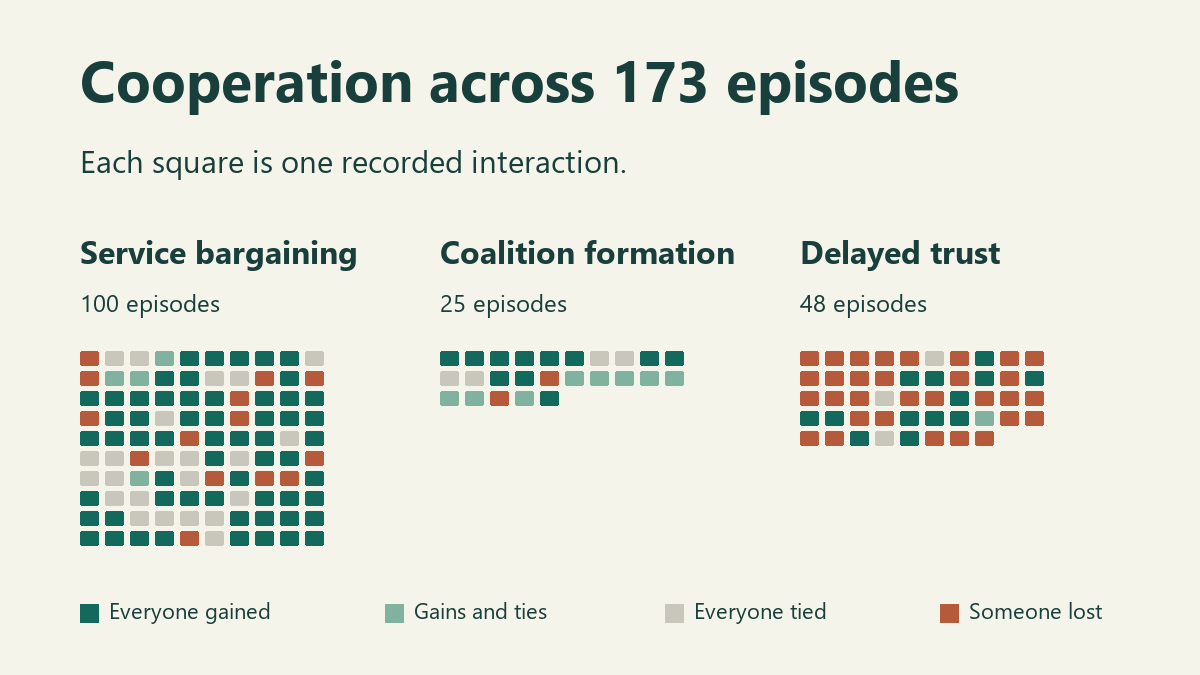 Cooperation across 173 episodes
Each square is one recorded interaction.
Service bargaining
100 episodes
Coalition formation
25 episodes
Delayed trust
48 episodes
Everyone gained
Gains and ties
Everyone tied
Someone lost